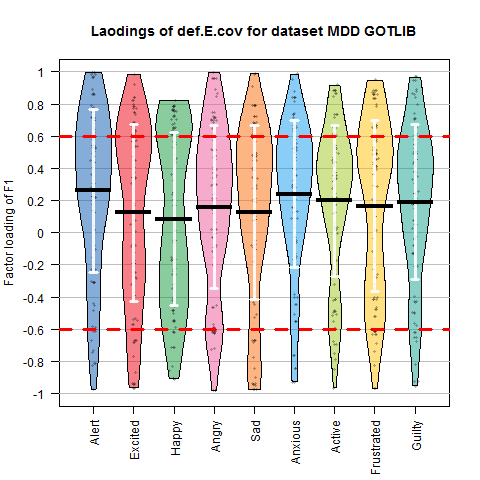 Laodings of def.E.cov for dataset MDD GOTLIB
Factor loading of F1
1
0.8
0.6
0.4
0.2
0
-0.2
-0.4
-0.6
-0.8
-1
Alert
Excited
Happy
Angry
Sad
Anxious
Active
Frustrated
Guilty